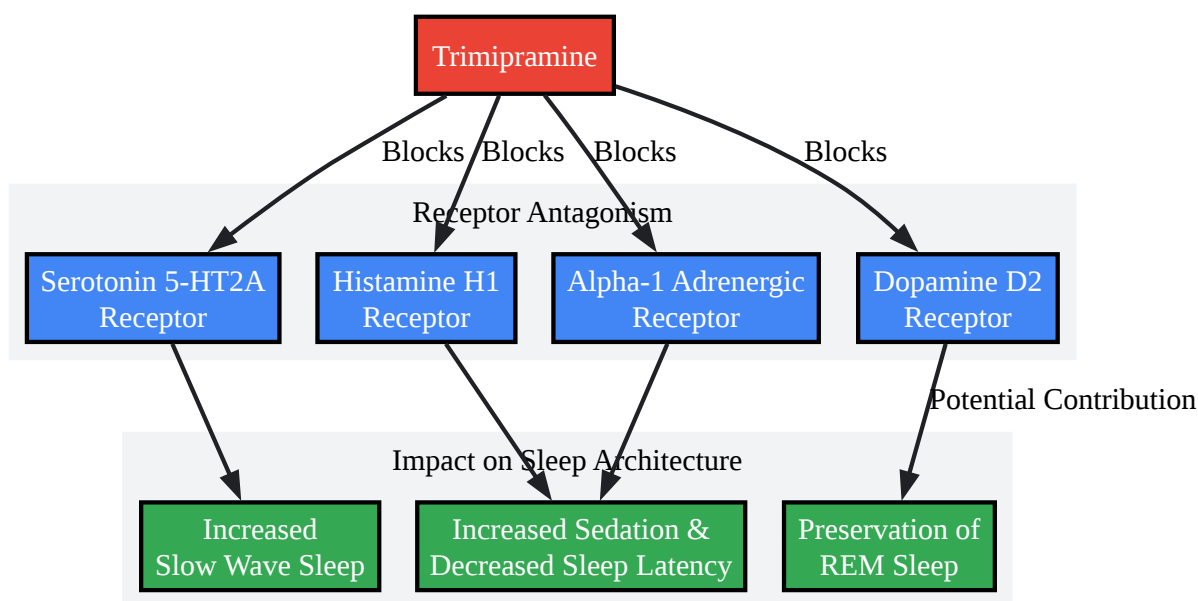 Trimipramine
Blocks
Blocks
Blocks
Blocks
Receptor Antagonism
Serotonin 5-HT2A
Receptor
Histamine H1
Receptor
Alpha-1 Adrenergic
Receptor
Dopamine D2
Receptor
Potential Contribution
Impact on Sleep Architecture
Increased
Slow Wave Sleep
Increased Sedation &
Decreased Sleep Latency
Preservation of
REM Sleep